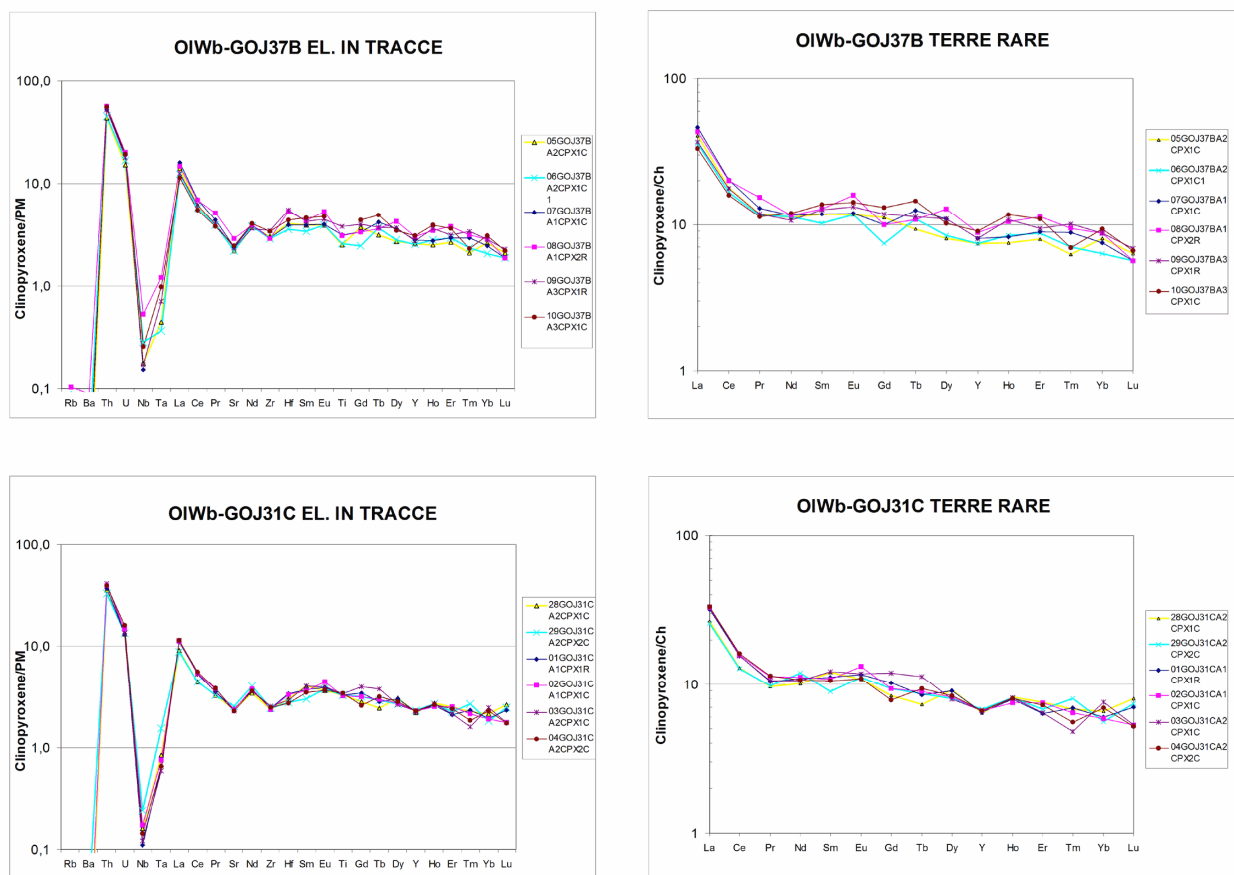 OlWb-GOJ37B EL. IN TRACCE
Clinopyroxene/PM
100,0
10,0
1,0
0,1
Rb Ba Th U Nb Ta La Ce Pr Sr Nd Zr Hf Sm Eu Ti Gd Tb Dy Y Ho Er Tm Yb Lu
05GOJ37B
A2CPX1C
06GOJ37B
A2CPX1C
1
07GOJ37B
A1CPX1C
08GOJ37B
A1CPX2R
09GOJ37B
A3CPX1R
10GOJ37B
A3CPX1C
OlWb-GOJ37B TERRE RARE
Clinopyroxene/Ch
100
10
1
La Ce Pr Nd Sm Eu Gd Tb Dy Y Ho Er Tm Yb Lu
05GOJ37BA2
CPX1C
06GOJ37BA2
CPX1C1
07GOJ37BA1
CPX1C
08GOJ37BA1
CPX2R
09GOJ37BA3
CPX1R
10GOJ37BA3
CPX1C
OlWb-GOJ31C EL. IN TRACCE
Clinopyroxene/PM
100,0
10,0
1,0
0,1
Rb Ba Th U Nb Ta La Ce Pr Sr Nd Zr Hf Sm Eu Ti Gd Tb Dy Y Ho Er Tm Yb Lu
28GOJ31C
A2CPX1C
29GOJ31C
A2CPX2C
01GOJ31C
A1CPX1R
02GOJ31C
A1CPX1C
03GOJ31C
A2CPX1C
04GOJ31C
A2CPX2C
OlWb-GOJ31C TERRE RARE
Clinopyroxene/Ch
100
10
1
La Ce Pr Nd Sm Eu Gd Tb Dy Y Ho Er Tm Yb Lu
28GOJ31CA2
CPX1C
29GOJ31CA2
CPX2C
01GOJ31CA1
CPX1R
02GOJ31CA1
CPX1C
03GOJ31CA2
CPX1C
04GOJ31CA2
CPX2C